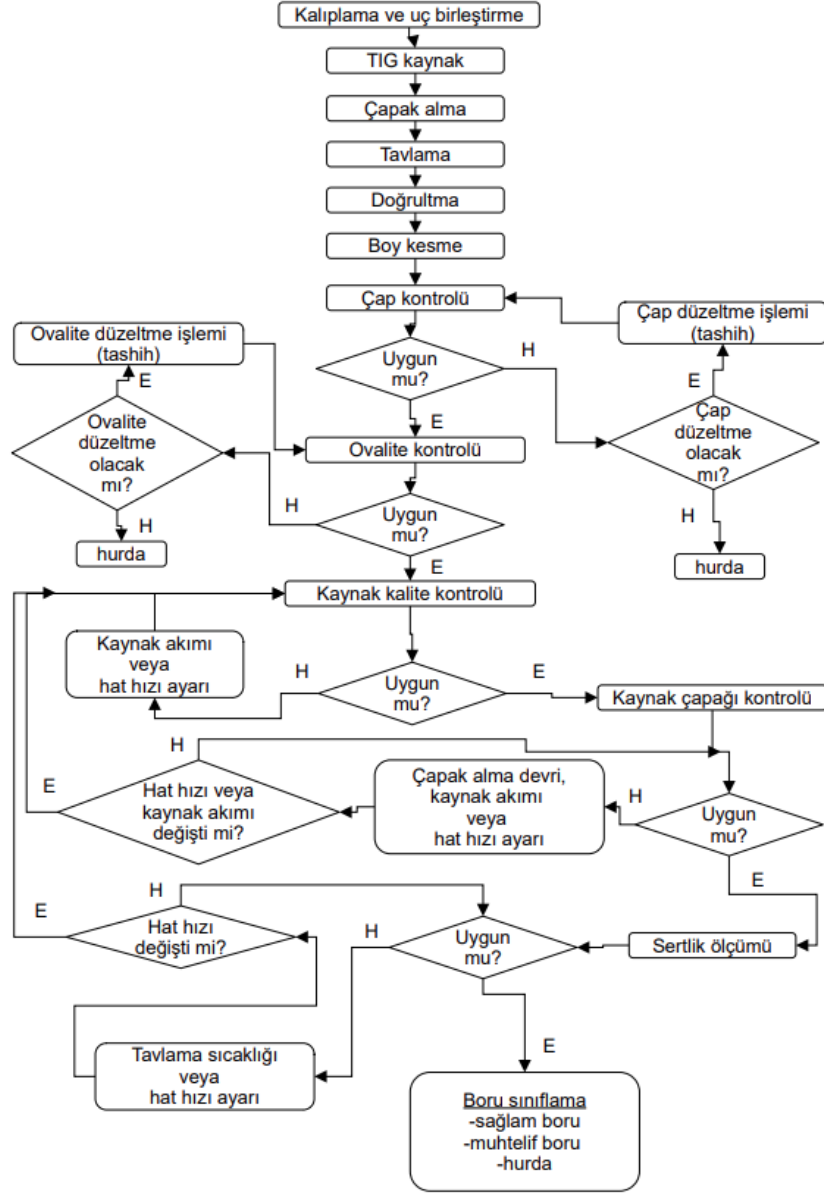 Kalıplama ve uç birleştirme
TIG kaynak
Çapak alma
Tavlama
Doğrultma
Boy kesme
Çap kontrolü
Çap düzeltme işlemi
(tashih)
Ovalite düzeltme işlemi
(tashih)
Uygun
mu?
H
E
E
E
Ovalite
düzeltme
olacak
mı?
Çap
düzeltme
olacak
mı?
Ovalite kontrolü
H
H
H
Uygun
mu?
hurda
hurda
E
Kaynak kalite kontrolü
Kaynak akımı
veya
hat hızı ayarı
H
Uygun
mu?
E
Kaynak çapağı kontrolü
H
E
Hat hızı veya
kaynak akımı
değişti mi?
Çapak alma devri,
kaynak akımı
veya
hat hızı ayarı
H
Uygun
mu?
E
H
E
Hat hızı
değişti mi?
H
Uygun
mu?
Sertlik ölçümü
Tavlama sıcaklığı
veya
hat hızı ayarı
E
Boru sınıflama
-sağlam boru
-muhtelif boru
-hurda